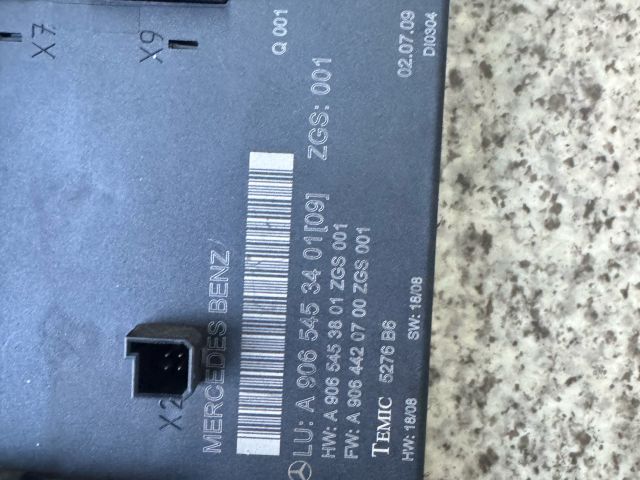 X7
X9
X2
MERCEDES BENZ
LU: A 906 545 34 01[09] ZGS: 001 Q 001
HW: A 906 545 38 01 ZGS 001
FW: A 906 442 07 00 ZGS 001
TEMIC 5276 B6
HW: 18/08 SW: 18/08 02.07.09
DI0304